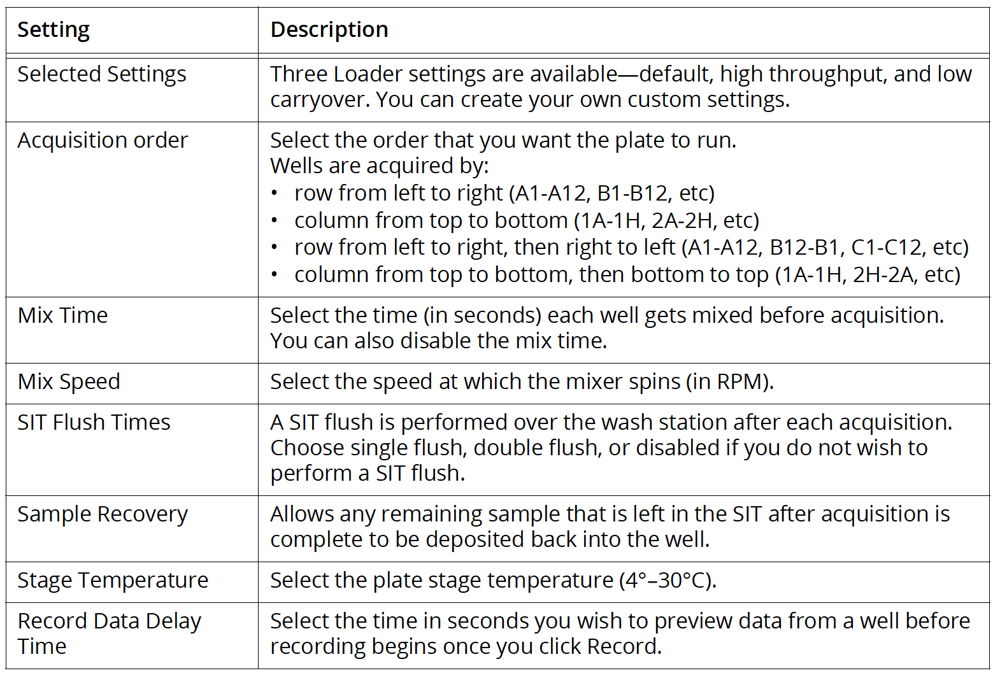 Setting
Description
Selected Settings
Three Loader settings are available—default, high throughput, and low
carryover. You can create your own custom settings.
Acquisition order
Select the order that you want the plate to run.
Wells are acquired by:
• row from left to right (A1-A12, B1-B12, etc)
• column from top to bottom (1A-1H, 2A-2H, etc)
• row from left to right, then right to left (A1-A12, B12-B1, C1-C12, etc)
• column from top to bottom, then bottom to top (1A-1H, 2H-2A, etc)
Mix Time
Select the time (in seconds) each well gets mixed before acquisition.
You can also disable the mix time.
Mix Speed
Select the speed at which the mixer spins (in RPM).
SIT Flush Times
A SIT flush is performed over the wash station after each acquisition.
Choose single flush, double flush, or disabled if you do not wish to
perform a SIT flush.
Sample Recovery
Allows any remaining sample that is left in the SIT after acquisition is
complete to be deposited back into the well.
Stage Temperature
Select the plate stage temperature (4°–30°C).
Record Data Delay
Time
Select the time in seconds you wish to preview data from a well before
recording begins once you click Record.